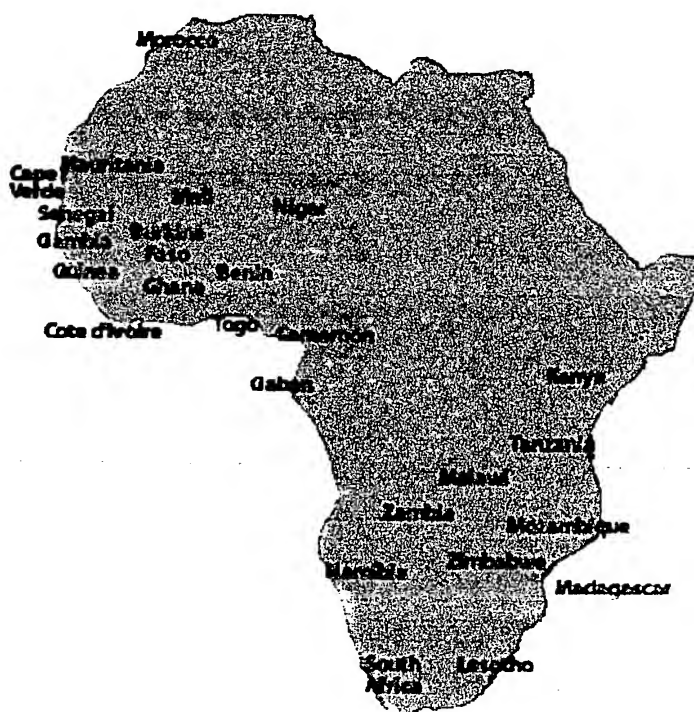 Morocco
Mauritania
Cape
Verde
Mali
Niger
Senegal
Burkina
Faso
Gambia
Guinea
Benin
Ghana
Togo
Cote d'Ivoire
Cameroon
Gabon
Kenya
Tanzania
Malawi
Zambia
Mozambique
Zimbabwe
Namibia
Madagascar
South
Africa
Lesotho